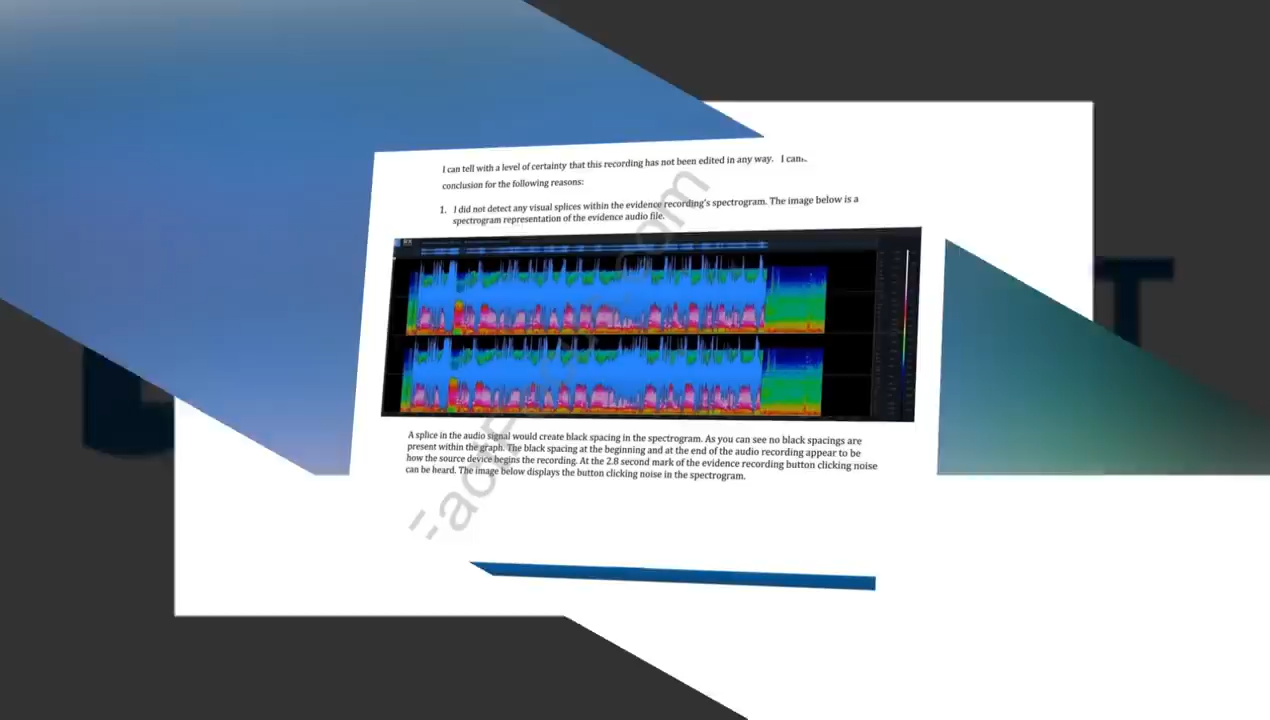 I can tell with a level of certainty that this recording has not been edited in any way. I can
conclusion for the following reasons:
1. I did not detect any visual splices within the evidence recording's spectrogram. The image below is a
spectrogram representation of the evidence audio file.
A splice in the audio signal would create black spacing in the spectrogram. As you can see no black spacings are
present within the graph. The black spacing at the beginning and at the end of the audio recording appear to be
how the source device begins the recording. At the 2.8 second mark of the evidence recording button clicking noise
can be heard. The image below displays the button clicking noise in the spectrogram.